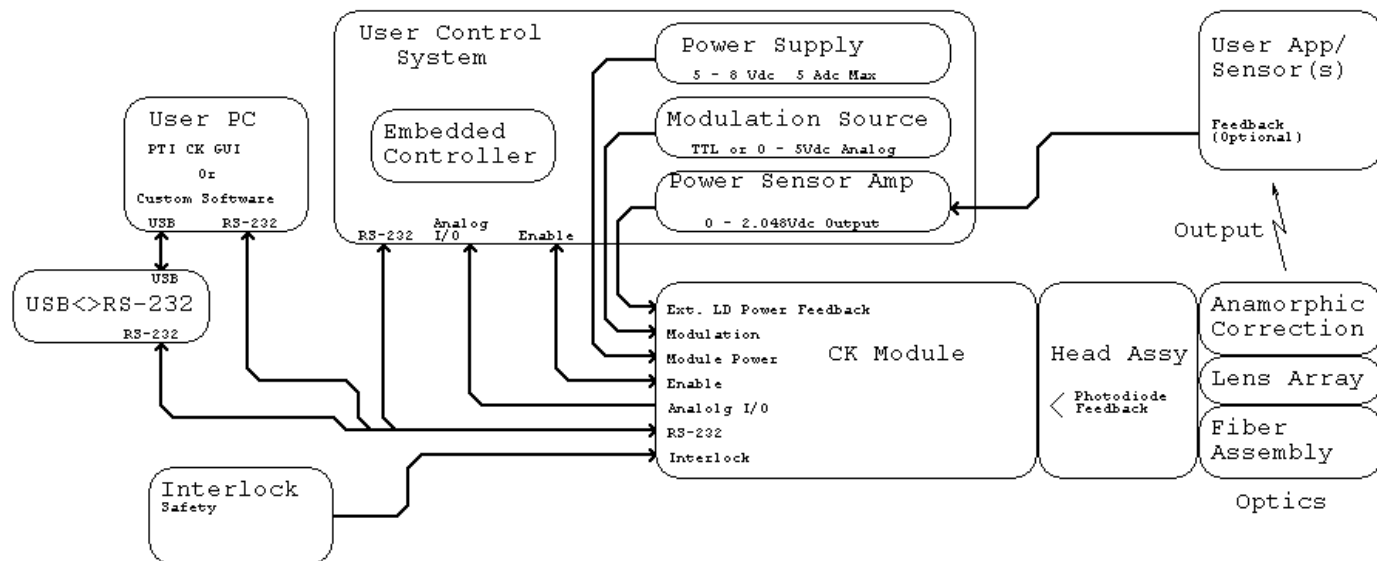 User Control
System
Power Supply
5 - 8 Vdc   5 Adc Max
Modulation Source
TTL or 0 - 5Vdc Analog
Power Sensor Amp
0 - 2.048Vdc Output
Embedded
Controller
RS-232
Analog
I/O
Enable
User App/
Sensor(s)
Feedback
(Optional)
User PC
PTI CK GUI
Or
Custom Software
USB
RS-232
USB
USB<>RS-232
RS-232
Output
Ext. LD Power Feedback
Modulation
Module Power
Enable
Analolg I/O
RS-232
Interlock
CK Module
Head Assy
Photodiode
Feedback
Anamorphic
Correction
Lens Array
Fiber
Assembly
Optics
Interlock
Safety